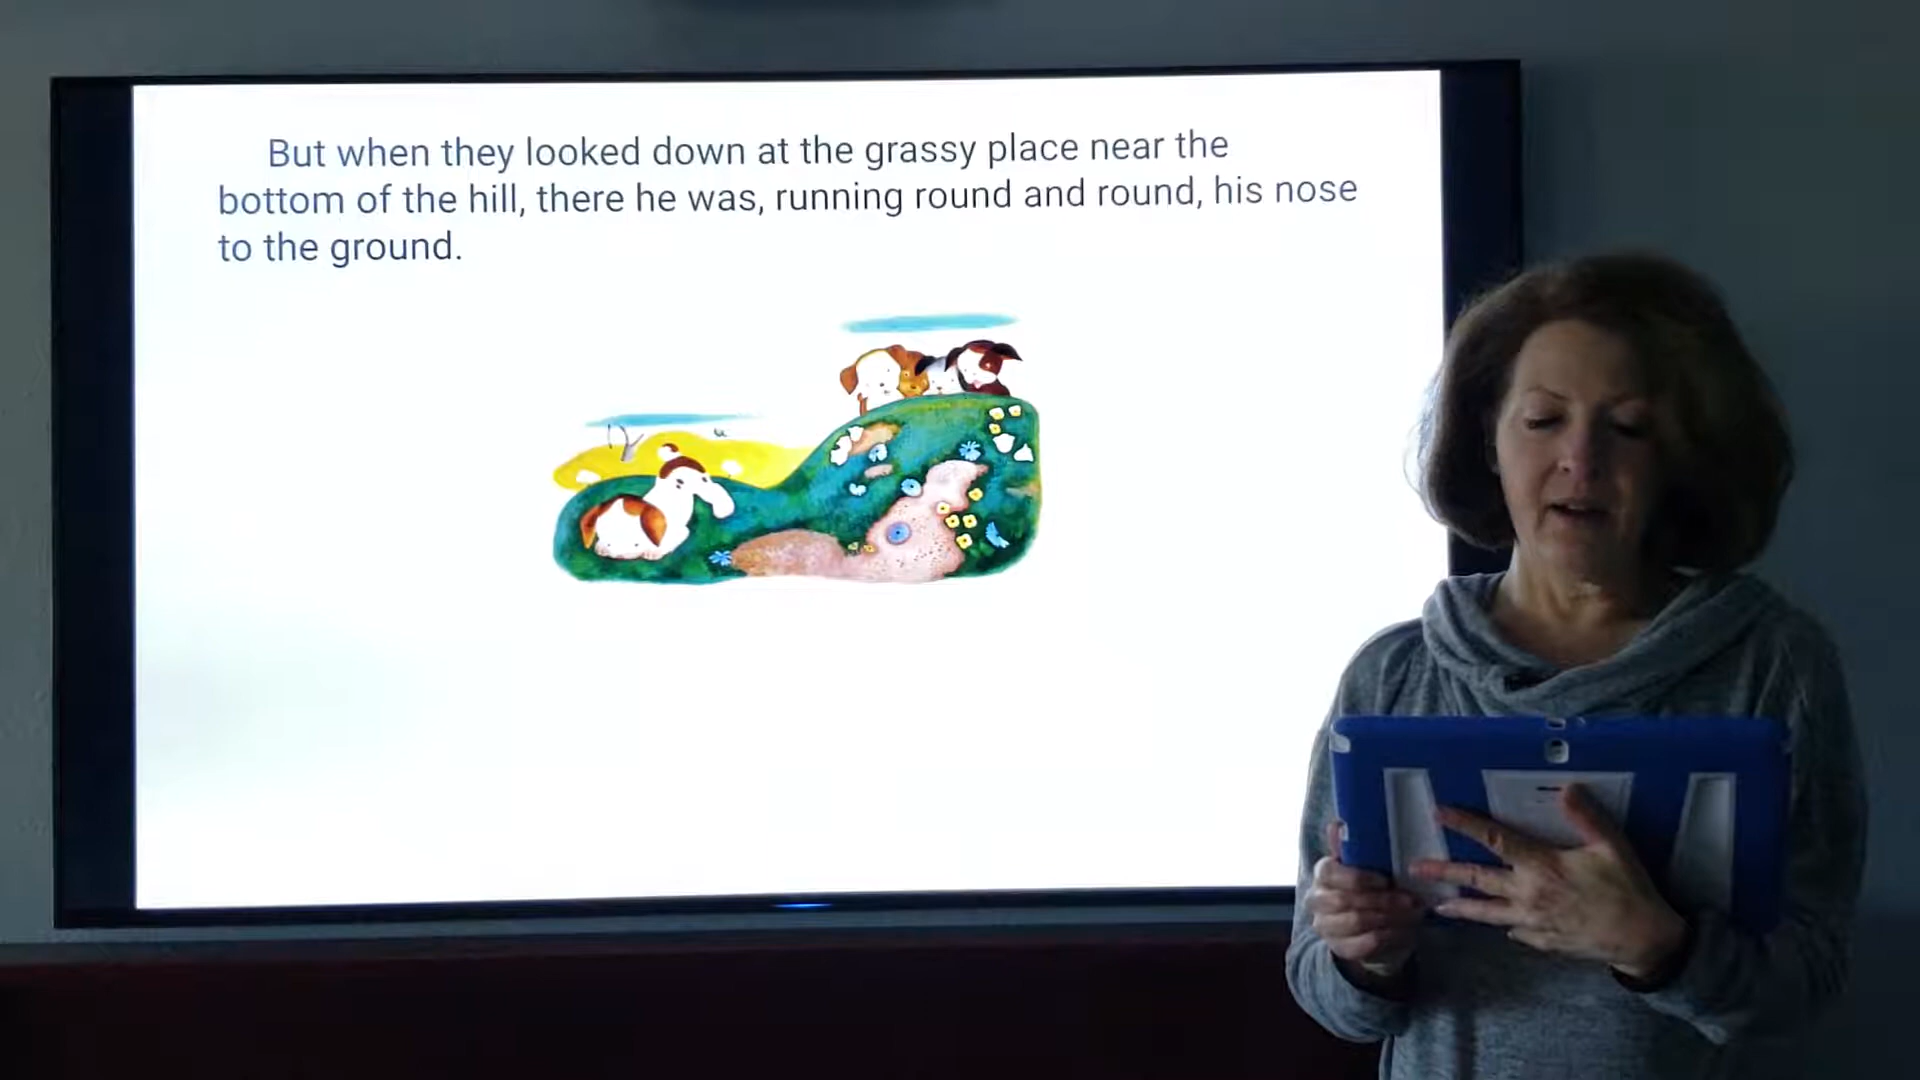 But when they looked down at the grassy place near the
bottom of the hill, there he was, running round and round, his nose
to the ground.